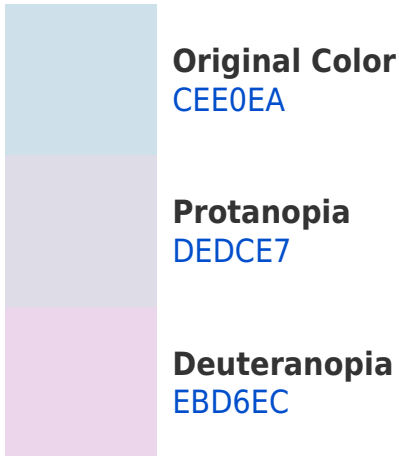 Original Color
CEE0EA
Protanopia
DEDCE7
Deuteranopia
EBD6EC